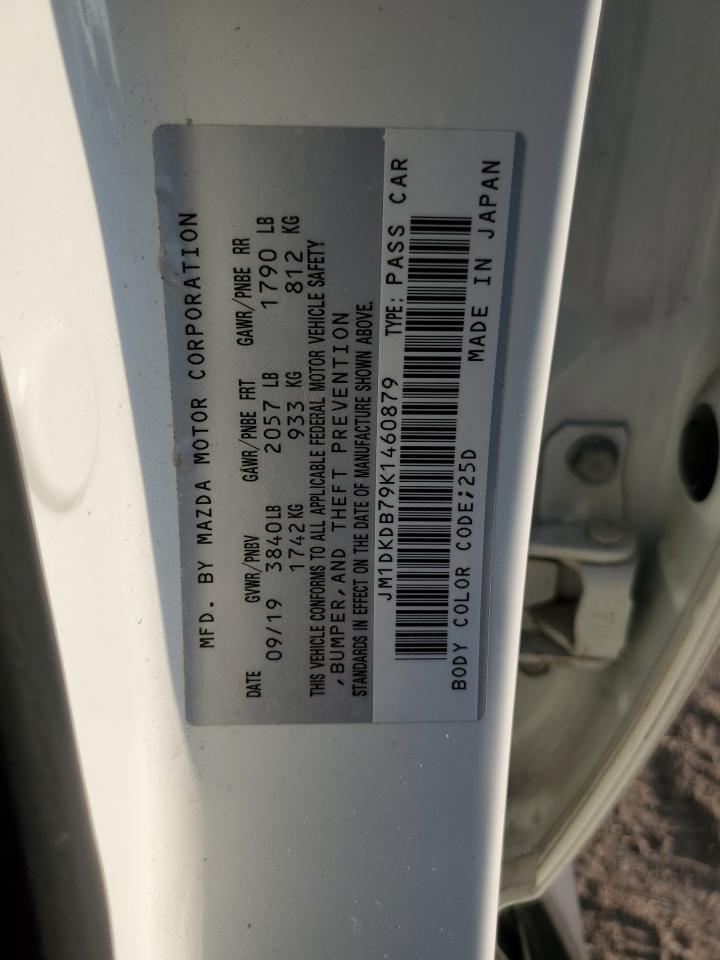 MFD. BY MAZDA MOTOR CORPORATION
DATE GVWR/PNBV GAWR/PNBE FRT GAWR/PNBE RR
09/19 3840LB 2057 LB 1790 LB
1742KG 933 KG 812 KG
THIS VEHICLE CONFORMS TO ALL APPLICABLE FEDERAL MOTOR VEHICLE SAFETY
,BUMPER,AND THEFT PREVENTION
STANDARDS IN EFFECT ON THE DATE OF MANUFACTURE SHOWN ABOVE.
JM1DKDB79K1460879 TYPE: PASS CAR
BODY COLOR CODE;25D MADE IN JAPAN